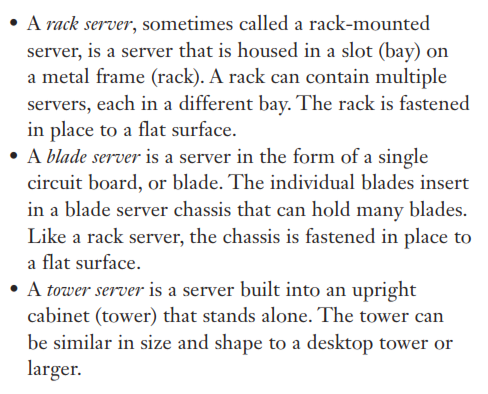 • A rack server, sometimes called a rack-mounted
server, is a server that is housed in a slot (bay) on
a metal frame (rack). A rack can contain multiple
servers, each in a different bay. The rack is fastened
in place to a flat surface.
• A blade server is a server in the form of a single
circuit board, or blade. The individual blades insert
in a blade server chassis that can hold many blades.
Like a rack server, the chassis is fastened in place to
a flat surface.
• A tower server is a server built into an upright
cabinet (tower) that stands alone. The tower can
be similar in size and shape to a desktop tower or
larger.